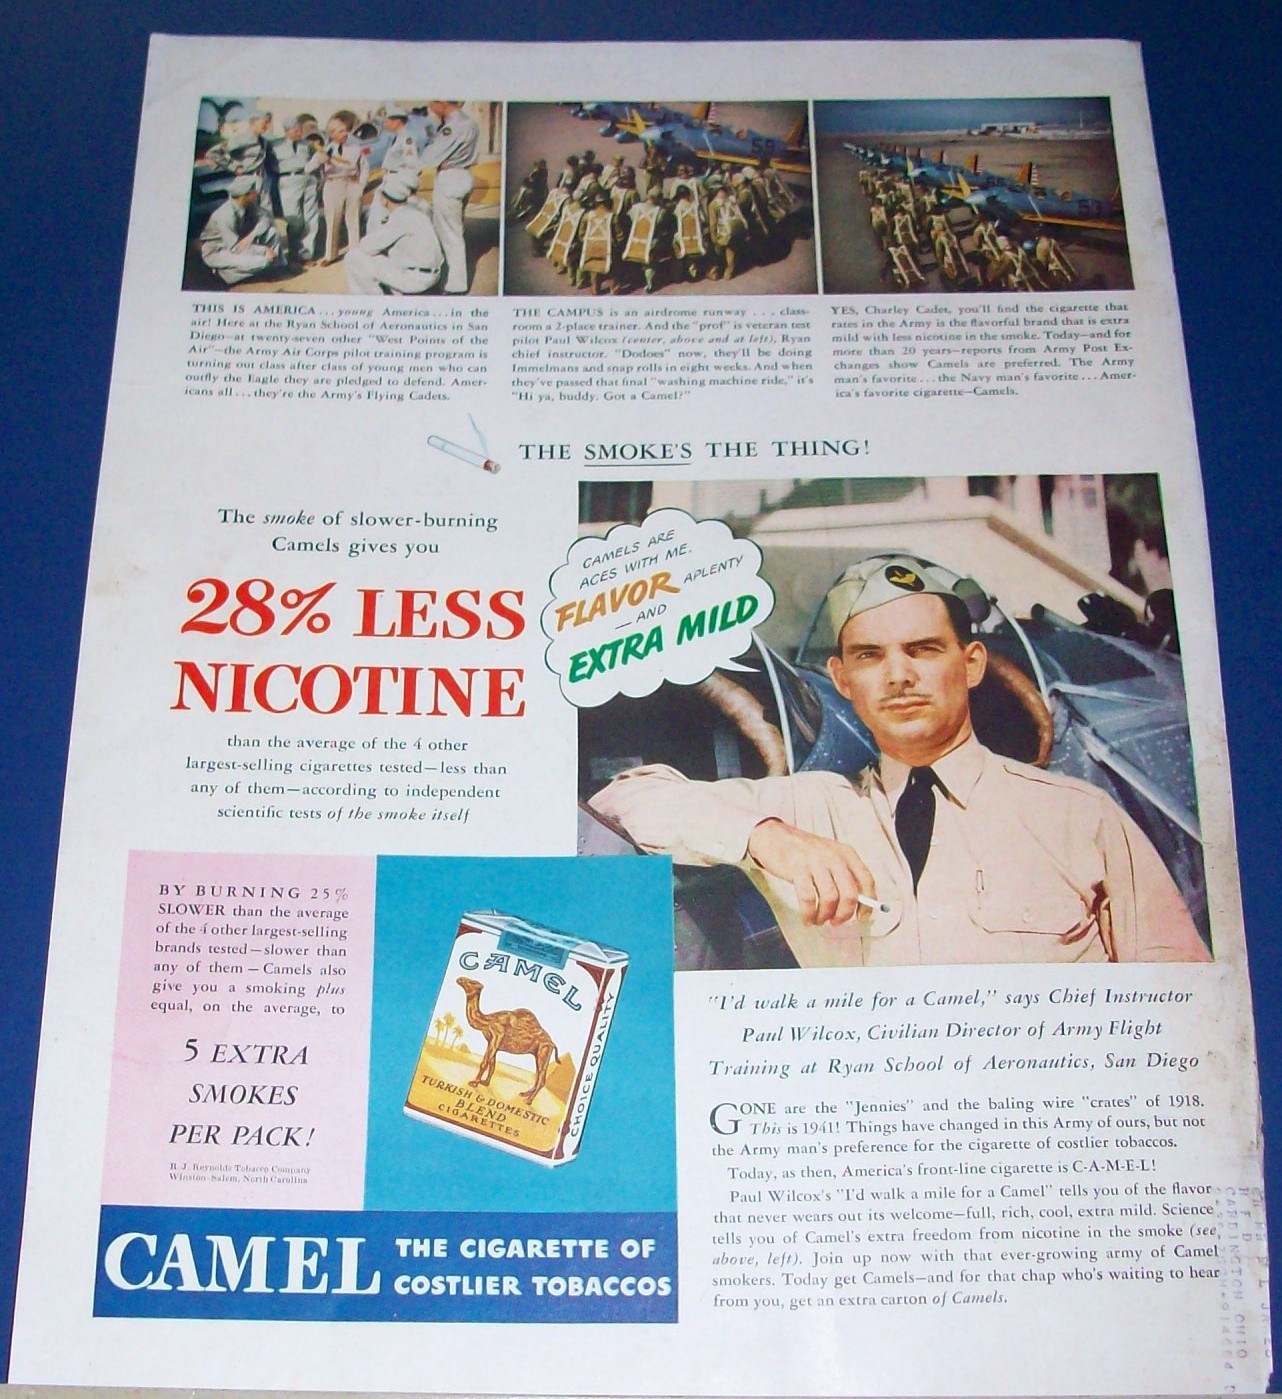 55
53
THIS IS AMERICA... young America...in the
air! Here at the Ryan School of Aeronautics in San
Diego—at twenty-seven other "West Points of the
Air"—the Army Air Corps pilot training program is
turning out class after class of young men who can
outfly the Eagle they are pledged to defend. Amer-
icans all...they're the Army's Flying Cadets.
THE CAMPUS is an airdrome runway . . . class-
room a 2-place trainer. And the "prof" is veteran test
pilot Paul Wilcox (center, above and at left), Ryan
chief instructor. "Dodoes" now, they'll be doing
Immelmans and snap rolls in eight weeks. And when
they've passed that final "washing machine ride," it's
"Hi ya, buddy. Got a Camel?"
YES, Charley Cadet, you'll find the cigarette that
rates in the Army is the flavorful brand that is extra
mild with less nicotine in the smoke. Today—and for
more than 20 years—reports from Army Post Ex-
changes show Camels are preferred. The Army
man's favorite...the Navy man's favorite...Amer-
ica's favorite cigarette—Camels.
THE SMOKE'S THE THING!
The smoke of slower-burning
Camels gives you
28% LESS
NICOTINE
than the average of the 4 other
largest-selling cigarettes tested—less than
any of them—according to independent
scientific tests of the smoke itself
CAMELS ARE
ACES WITH ME.
FLAVOR APLENTY
—AND
EXTRA MILD
BY BURNING 25%
SLOWER than the average
of the 4 other largest-selling
brands tested—slower than
any of them—Camels also
give you a smoking plus
equal, on the average, to
5 EXTRA
SMOKES
PER PACK!
R. J. Reynolds Tobacco Company
Winston-Salem, North Carolina
CAMEL
TURKISH & DOMESTIC
BLEND
CIGARETTES
CHOICE QUALITY
CAMEL THE CIGARETTE OF
COSTLIER TOBACCOS
"I'd walk a mile for a Camel," says Chief Instructor
Paul Wilcox, Civilian Director of Army Flight
Training at Ryan School of Aeronautics, San Diego
GONE are the "Jennies" and the baling wire "crates" of 1918.
This is 1941! Things have changed in this Army of ours, but not
the Army man's preference for the cigarette of costlier tobaccos.
Today, as then, America's front-line cigarette is C-A-M-E-L!
Paul Wilcox's "I'd walk a mile for a Camel" tells you of the flavor
that never wears out its welcome—full, rich, cool, extra mild. Science
tells you of Camel's extra freedom from nicotine in the smoke (see,
above, left). Join up now with that ever-growing army of Camel
smokers. Today get Camels—and for that chap who's waiting to hear
from you, get an extra carton of Camels.
CARDINGTON OHIO